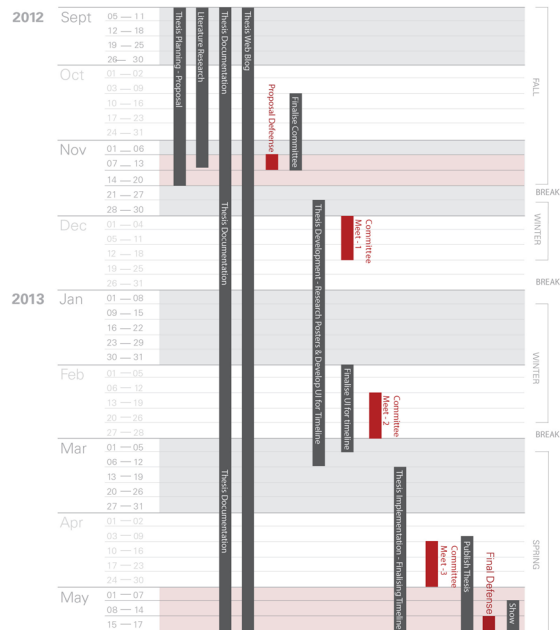 2012
Sept
05 — 11
12 — 18
19 — 25
26 — 30
Oct
01 — 02
03 — 09
10 — 16
17 — 23
24 — 31
Nov
01 — 06
07 — 13
14 — 20
21 — 27
28 — 30
Dec
01 — 04
05 — 11
12 — 18
19 — 25
26 — 31
2013
Jan
01 — 08
09 — 15
16 — 22
23 — 29
30 — 31
Feb
01 — 05
06 — 12
13 — 19
20 — 26
27 — 28
Mar
01 — 05
06 — 12
13 — 19
20 — 26
27 — 31
Apr
01 — 02
03 — 09
10 — 16
17 — 23
24 — 30
May
01 — 07
08 — 14
15 — 17
Thesis Planning - Proposal
Literature Research
Thesis Documentation
Thesis Documentation
Thesis Documentation
Thesis Web Blog
Proposal Defeense
Finalise Committee
Thesis Development - Research Posters & Develop UI for Timeline
Committee
Meet - 1
Finalise UI for timeline
Committee
Meet - 2
Thesis Implementation - Finalising Timeline
Committee
Meet -3
Publish Thesis
Final Defense
Show
FALL
BREAK
WINTER
BREAK
WINTER
BREAK
SPRING